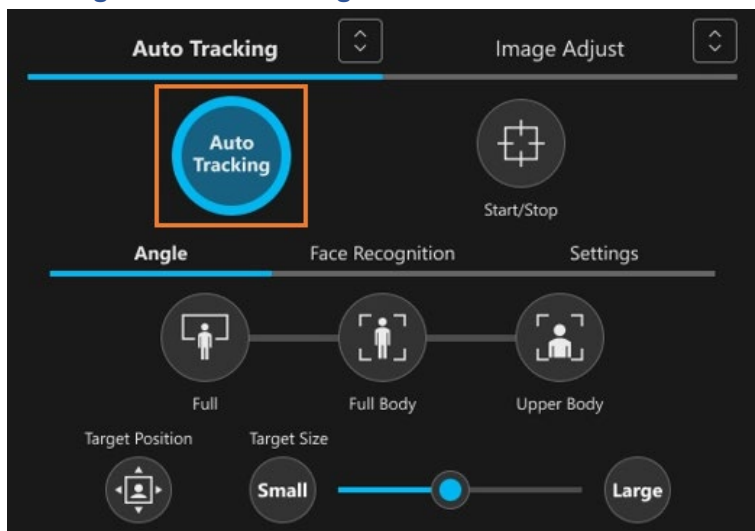 Auto Tracking
Image Adjust
Auto
Tracking
Start/Stop
Angle
Face Recognition
Settings
Full
Full Body
Upper Body
Target Position
Target Size
Small
Large